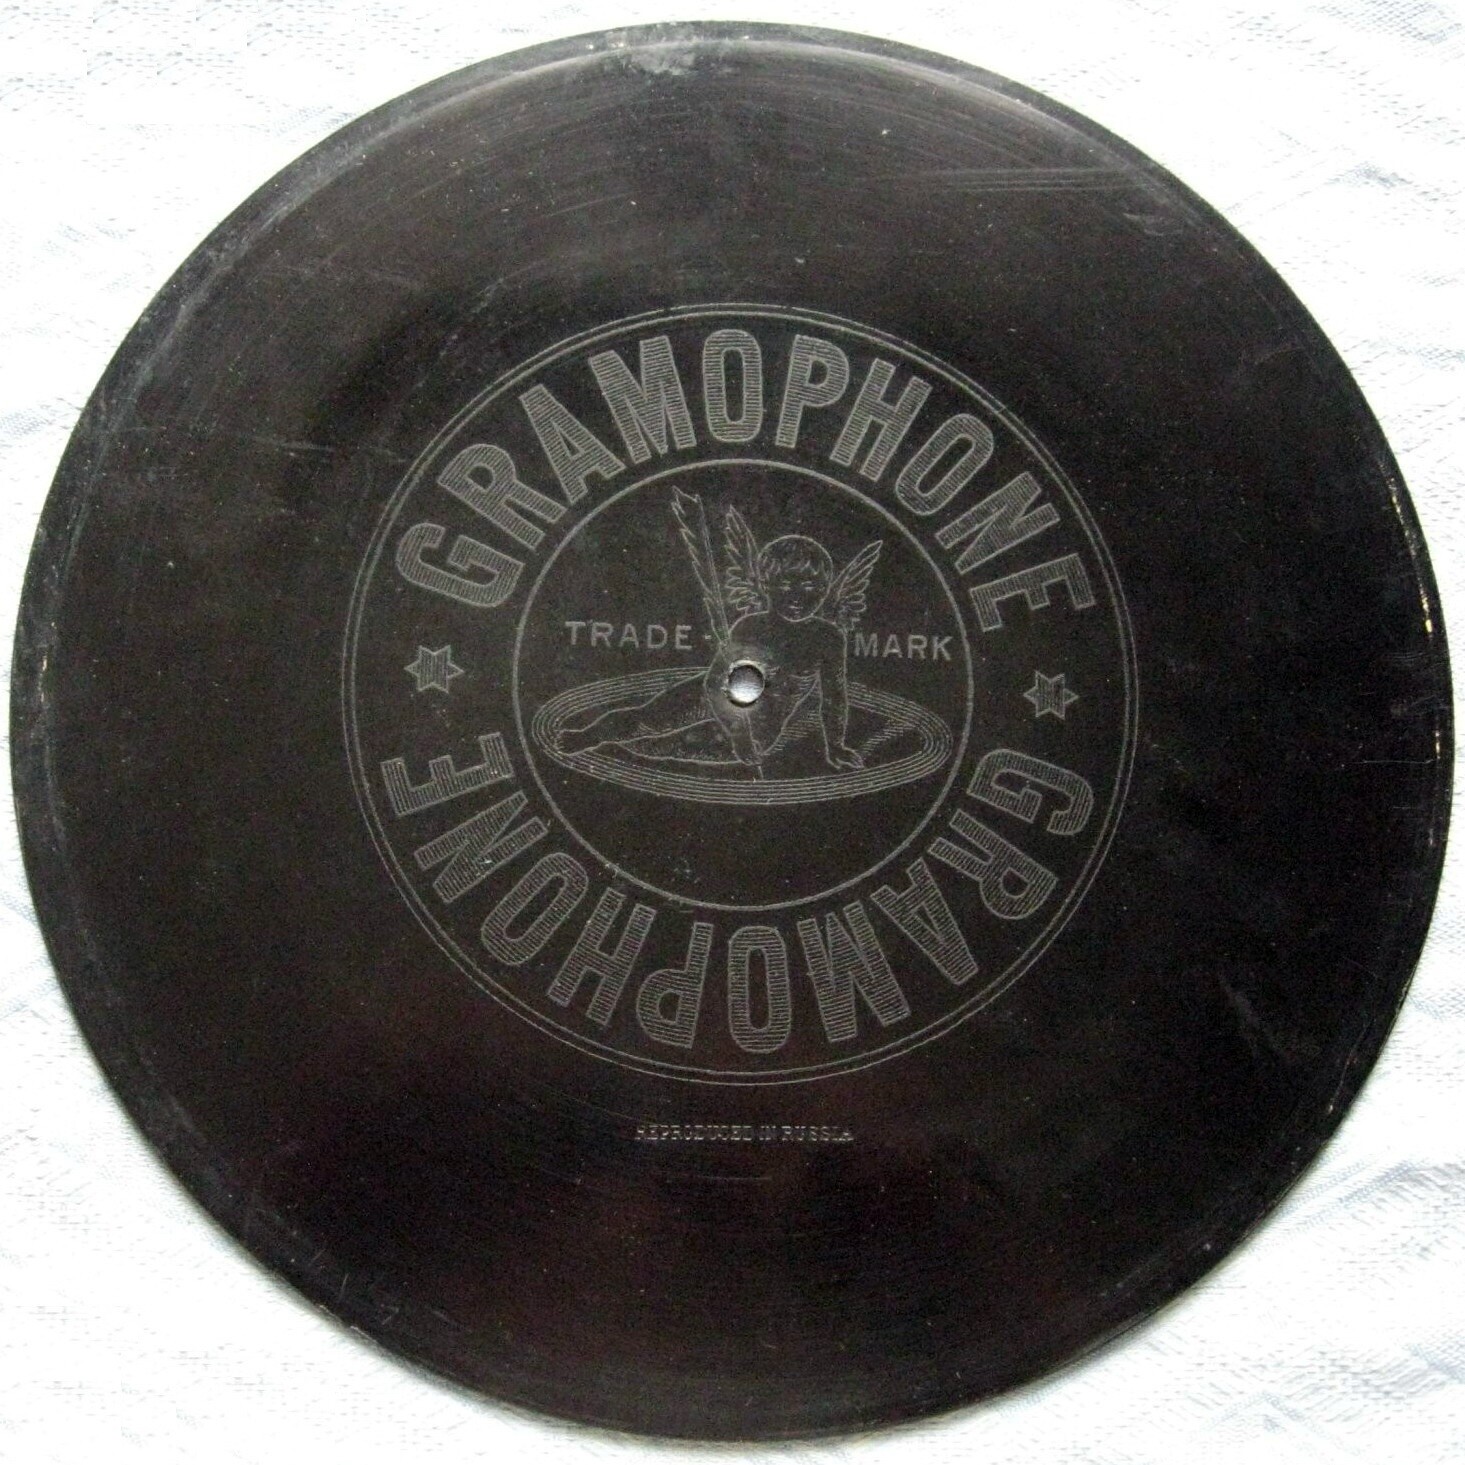 GRAMOPHONE
TRADE - MARK
GRAMOPHONE
REPRODUCED IN RUSSIA